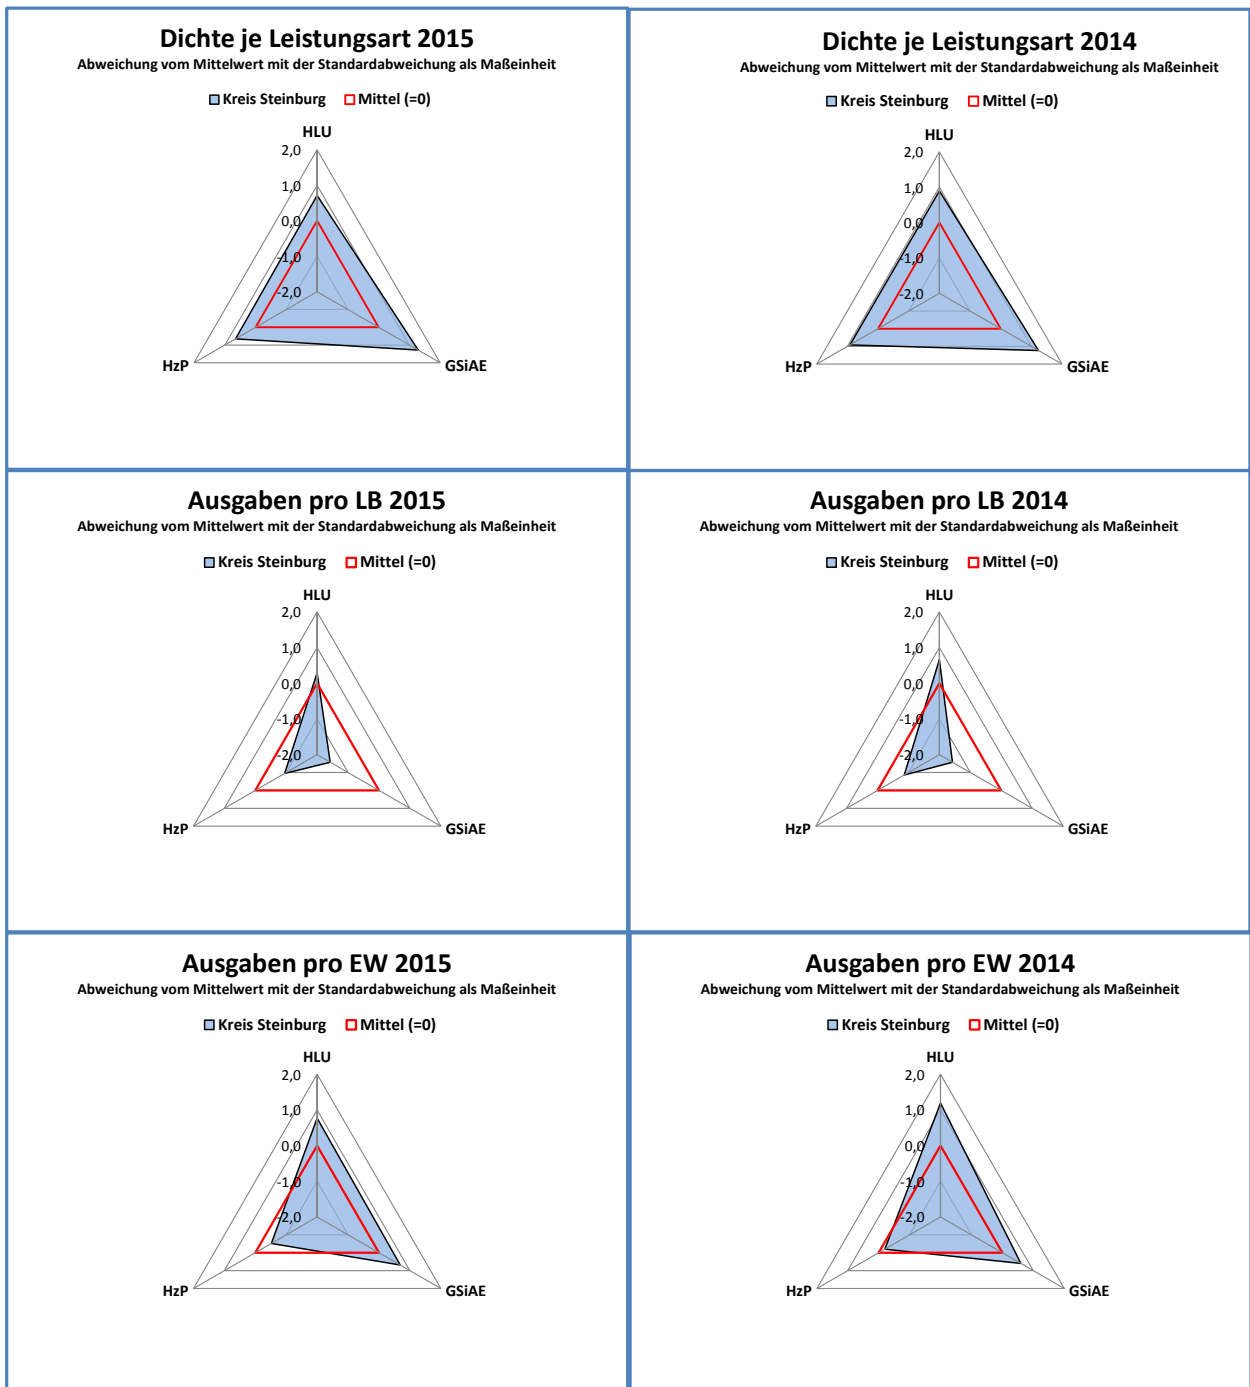 Dichte je Leistungsart 2015
Abweichung vom Mittelwert mit der Standardabweichung als Maßeinheit
Kreis Steinburg Mittel (=0)
HLU
2,0
1,0
0,0
-1,0
-2,0
HzP
GSiAE
Dichte je Leistungsart 2014
Abweichung vom Mittelwert mit der Standardabweichung als Maßeinheit
Kreis Steinburg Mittel (=0)
HLU
2,0
1,0
0,0
-1,0
-2,0
HzP
GSiAE
Ausgaben pro LB 2015
Abweichung vom Mittelwert mit der Standardabweichung als Maßeinheit
Kreis Steinburg Mittel (=0)
HLU
2,0
1,0
0,0
-1,0
-2,0
HzP
GSiAE
Ausgaben pro LB 2014
Abweichung vom Mittelwert mit der Standardabweichung als Maßeinheit
Kreis Steinburg Mittel (=0)
HLU
2,0
1,0
0,0
-1,0
-2,0
HzP
GSiAE
Ausgaben pro EW 2015
Abweichung vom Mittelwert mit der Standardabweichung als Maßeinheit
Kreis Steinburg Mittel (=0)
HLU
2,0
1,0
0,0
-1,0
-2,0
HzP
GSiAE
Ausgaben pro EW 2014
Abweichung vom Mittelwert mit der Standardabweichung als Maßeinheit
Kreis Steinburg Mittel (=0)
HLU
2,0
1,0
0,0
-1,0
-2,0
HzP
GSiAE